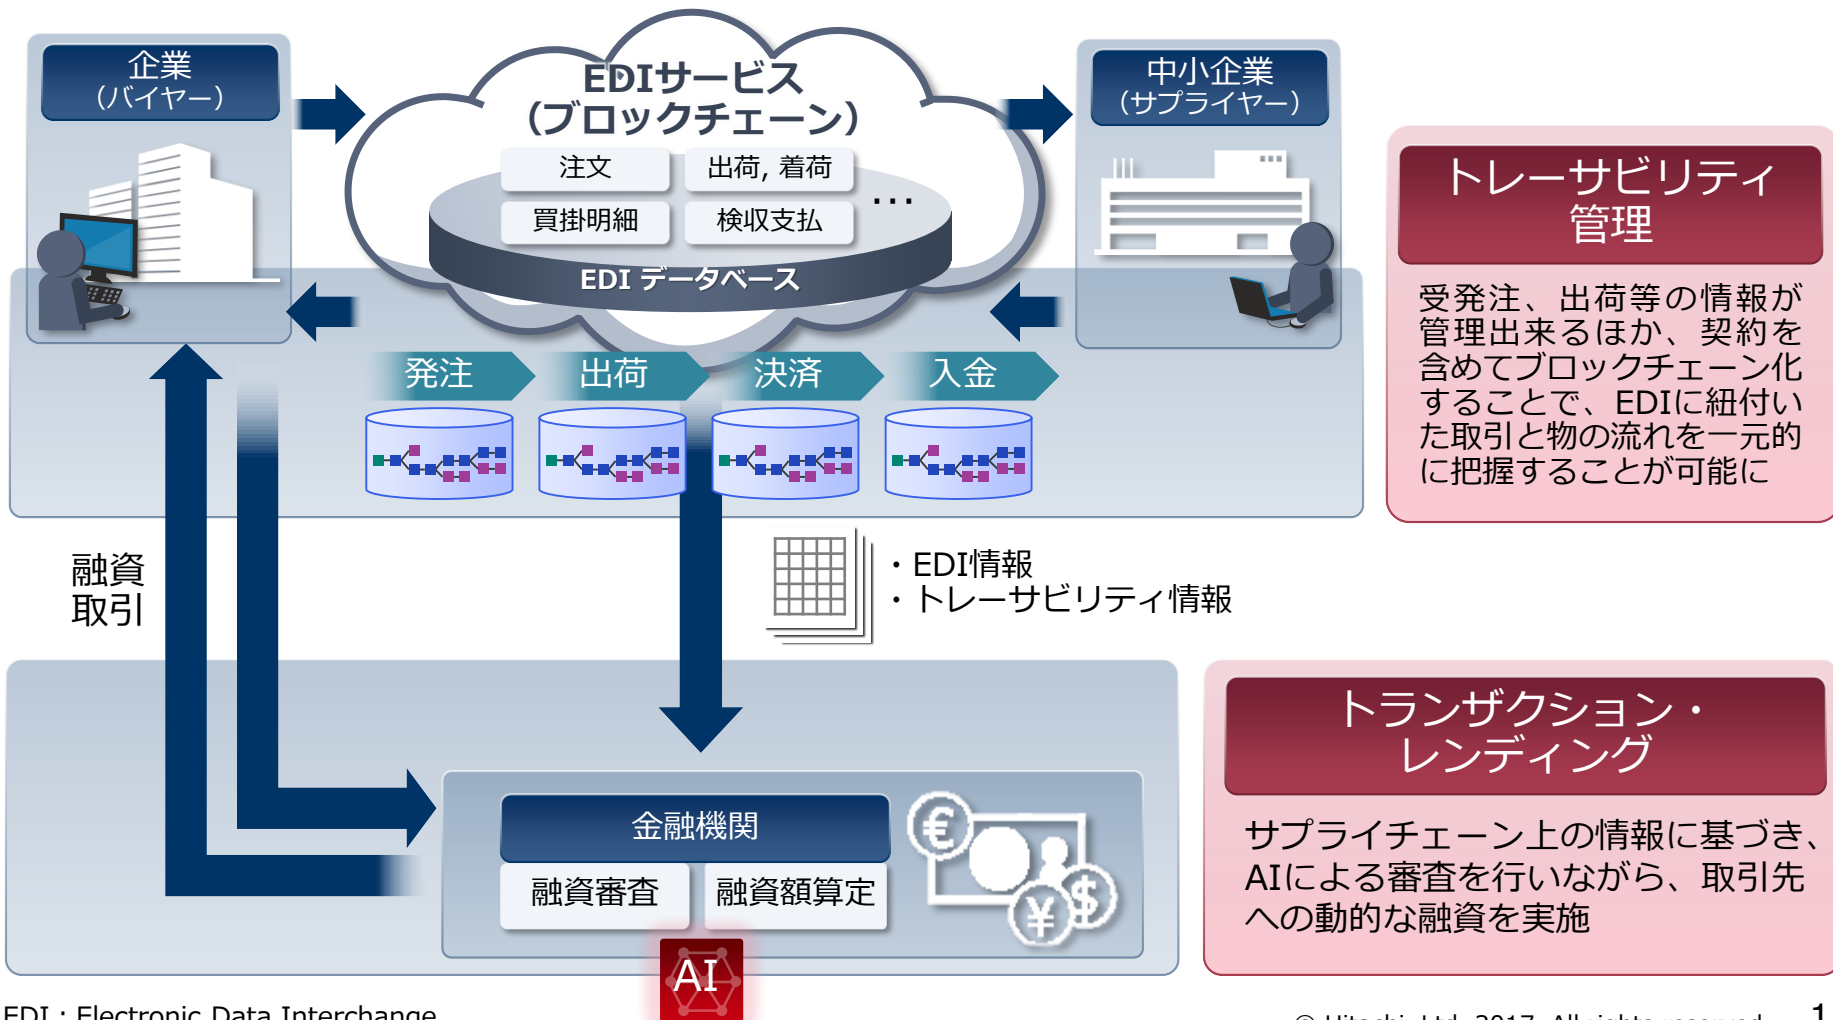 企業
（バイヤー）
EDIサービス
（ブロックチェーン）
注文
出荷, 着荷
買掛明細
検収支払
…
EDI データベース
中小企業
（サプライヤー）
トレーサビリティ
管理
受発注、出荷等の情報が
管理出来るほか、契約を
含めてブロックチェーン化
することで、EDIに紐付い
た取引と物の流れを一元的
に把握することが可能に
発注
出荷
決済
入金
融資
取引
・EDI情報
・トレーサビリティ情報
金融機関
融資審査
融資額算定
€
¥
$
AI
トランザクション・
レンディング
サプライチェーン上の情報に基づき、
AIによる審査を行いながら、取引先
への動的な融資を実施
EDI : Electronic Data Interchange
© Hitachi, Ltd. 2017. All rights reserved.
1